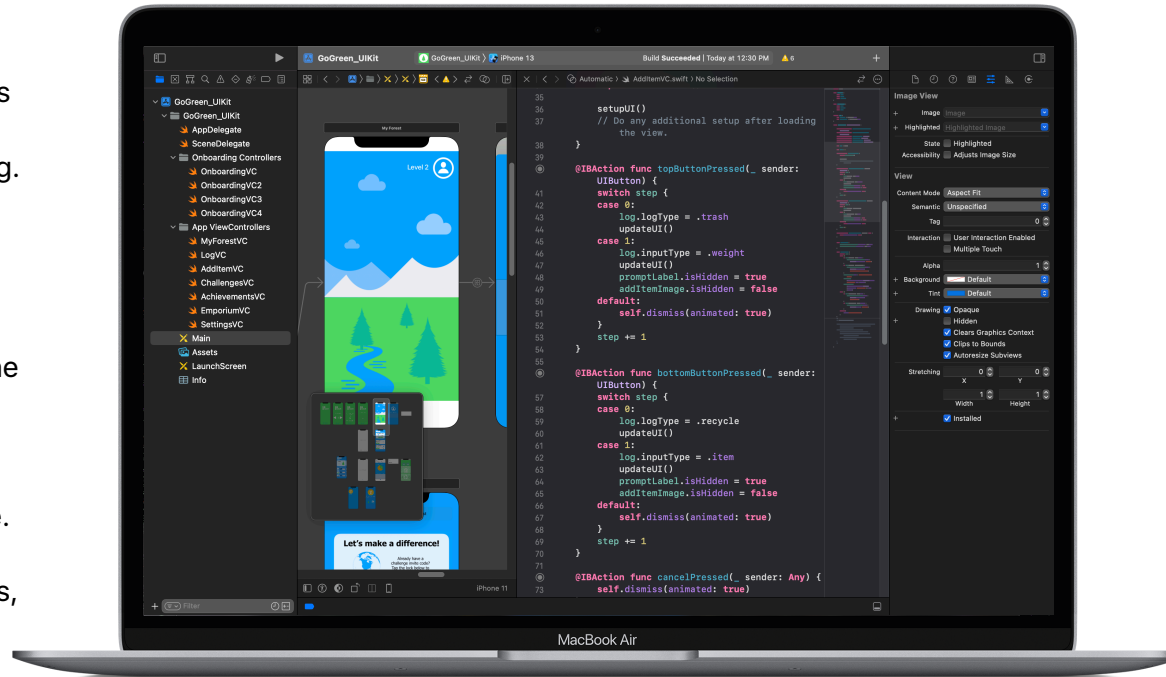 s
g.
ne
e.
s,
GoGreen_UIKit
GoGreen_UIKit
iPhone 13
Build Succeeded | Today at 12:30 PM
6
Automatic
AddItemVC.swift
No Selection
GoGreen_UIKit
GoGreen_UIKit
AppDelegate
SceneDelegate
Onboarding Controllers
OnboardingVC
OnboardingVC2
OnboardingVC3
OnboardingVC4
App ViewControllers
MyForestVC
LogVC
AddItemVC
ChallengesVC
AchievementsVC
EmporiumVC
SettingsVC
Main
Assets
LaunchScreen
Info
Filter
My Forest
Level 2
Let's make a difference!
Already have a
challenge invite code?
Tap the lock below to
iPhone 11
35
36 setupUI()
37 // Do any additional setup after loading
the view.
38 }
39
@IBAction func topButtonPressed(_ sender:
UIButton) {
41 switch step {
42 case 0:
43 log.logType = .trash
44 updateUI()
45 case 1:
46 log.inputType = .weight
47 updateUI()
48 promptLabel.isHidden = true
49 addItemImage.isHidden = false
50 default:
51 self.dismiss(animated: true)
52 }
53 step += 1
54 }
55
@IBAction func bottomButtonPressed(_ sender:
UIButton) {
57 switch step {
58 case 0:
59 log.logType = .recycle
60 updateUI()
61 case 1:
62 log.inputType = .item
63 updateUI()
64 promptLabel.isHidden = true
65 addItemImage.isHidden = false
66 default:
67 self.dismiss(animated: true)
68 }
69 step += 1
70 }
71
@IBAction func cancelPressed(_ sender: Any) {
73 self.dismiss(animated: true)
Image View
Image Image
Highlighted Highlighted Image
State Highlighted
Accessibility Adjusts Image Size
View
Content Mode Aspect Fit
Semantic Unspecified
Tag 0
Interaction User Interaction Enabled
Multiple Touch
Alpha 1
Background Default
Tint Default
Drawing Opaque
Hidden
Clears Graphics Context
Clips to Bounds
Autoresize Subviews
Stretching 0 0
X Y
1 1
Width Height
Installed
MacBook Air